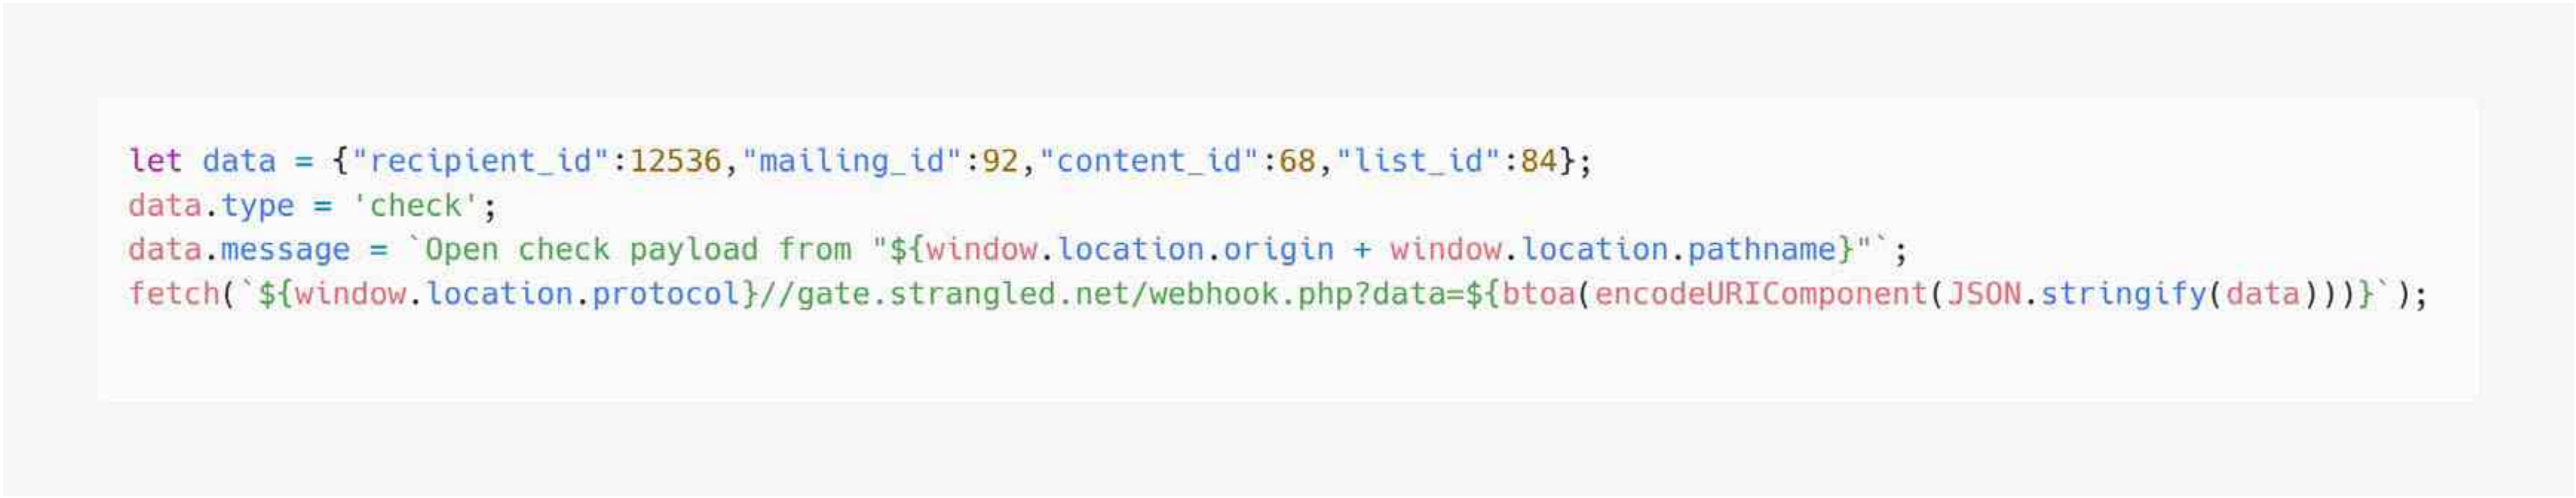 let data = {"recipient_id":12536,"mailing_id":92,"content_id":68,"list_id":84};
data.type = 'check';
data.message = `Open check payload from "${window.location.origin + window.location.pathname}"`;
fetch(`${window.location.protocol}//gate.strangled.net/webhook.php?data=${btoa(encodeURIComponent(JSON.stringify(data)))}`);